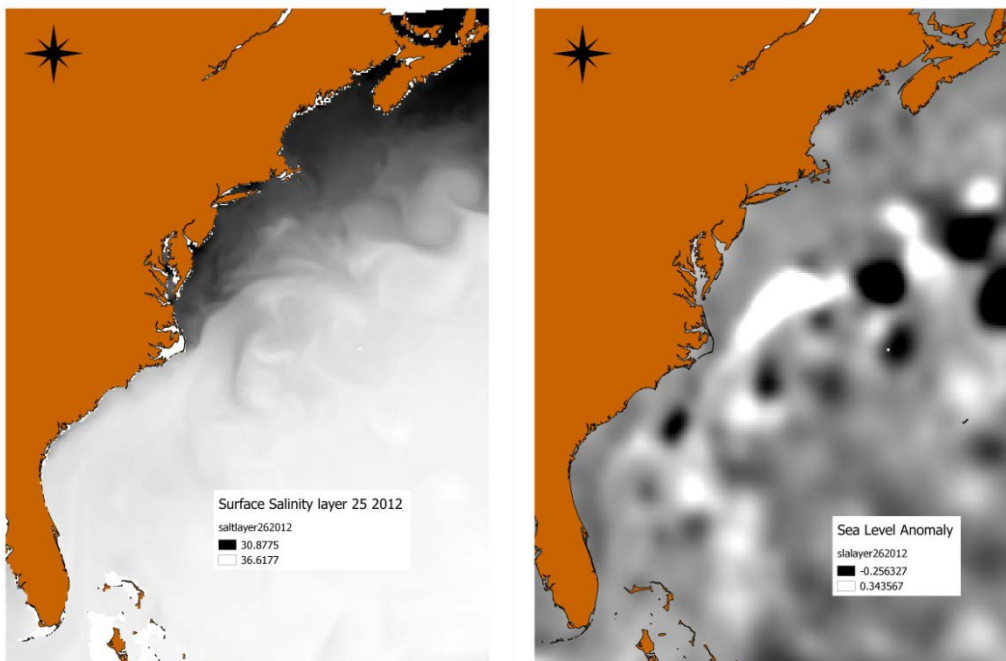 Surface Salinity layer 25 2012
saltlayer262012
30.8775
36.6177
Sea Level Anomaly
slalayer262012
-0.256327
0.343567